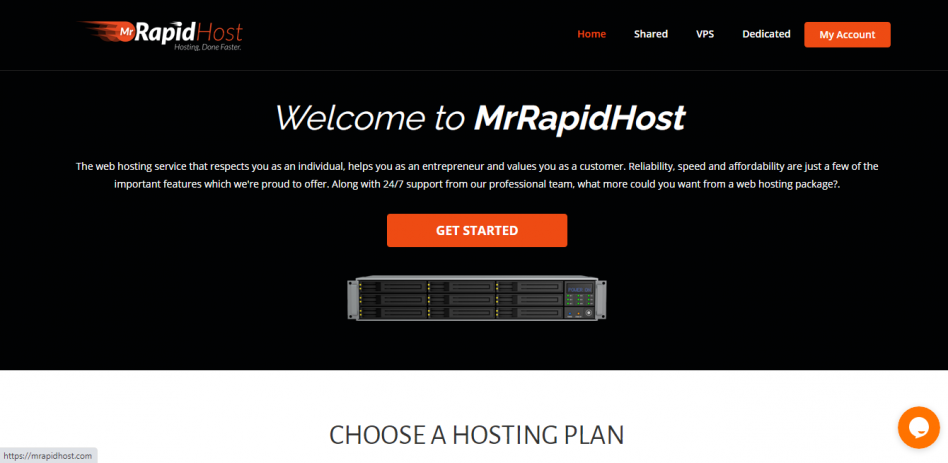 MrRapidHost
Hosting, Done Faster.
Home Shared VPS Dedicated My Account
Welcome to MrRapidHost
The web hosting service that respects you as an individual, helps you as an entrepreneur and values you as a customer. Reliability, speed and affordability are just a few of the
important features which we're proud to offer. Along with 24/7 support from our professional team, what more could you want from a web hosting package?.
GET STARTED
CHOOSE A HOSTING PLAN
https://mrapidhost.com